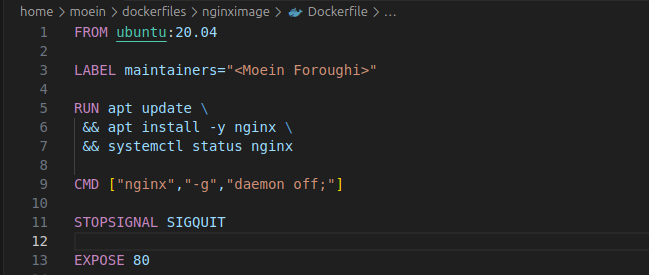 home > moein > dockerfiles > nginximage > Dockerfile > ...
1 FROM ubuntu:20.04
2
3 LABEL maintainers="<Moein Foroughi>"
4
5 RUN apt update \
6 && apt install -y nginx \
7 && systemctl status nginx
8
9 CMD ["nginx","-g","daemon off;"]
10
11 STOPSIGNAL SIGQUIT
12
13 EXPOSE 80